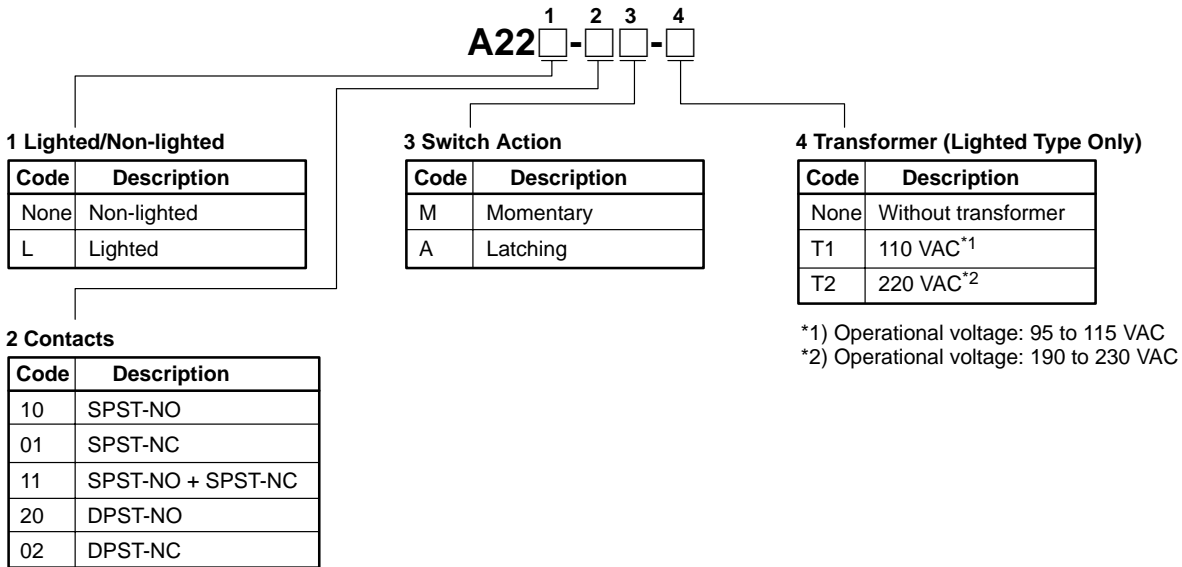 1 2 3 4
A22□-□□-□
1 Lighted/Non-lighted
Code Description
None Non-lighted
L Lighted
2 Contacts
Code Description
10 SPST-NO
01 SPST-NC
11 SPST-NO + SPST-NC
20 DPST-NO
02 DPST-NC
3 Switch Action
Code Description
M Momentary
A Latching
4 Transformer (Lighted Type Only)
Code Description
None Without transformer
T1 110 VAC*1
T2 220 VAC*2
*1) Operational voltage: 95 to 115 VAC
*2) Operational voltage: 190 to 230 VAC